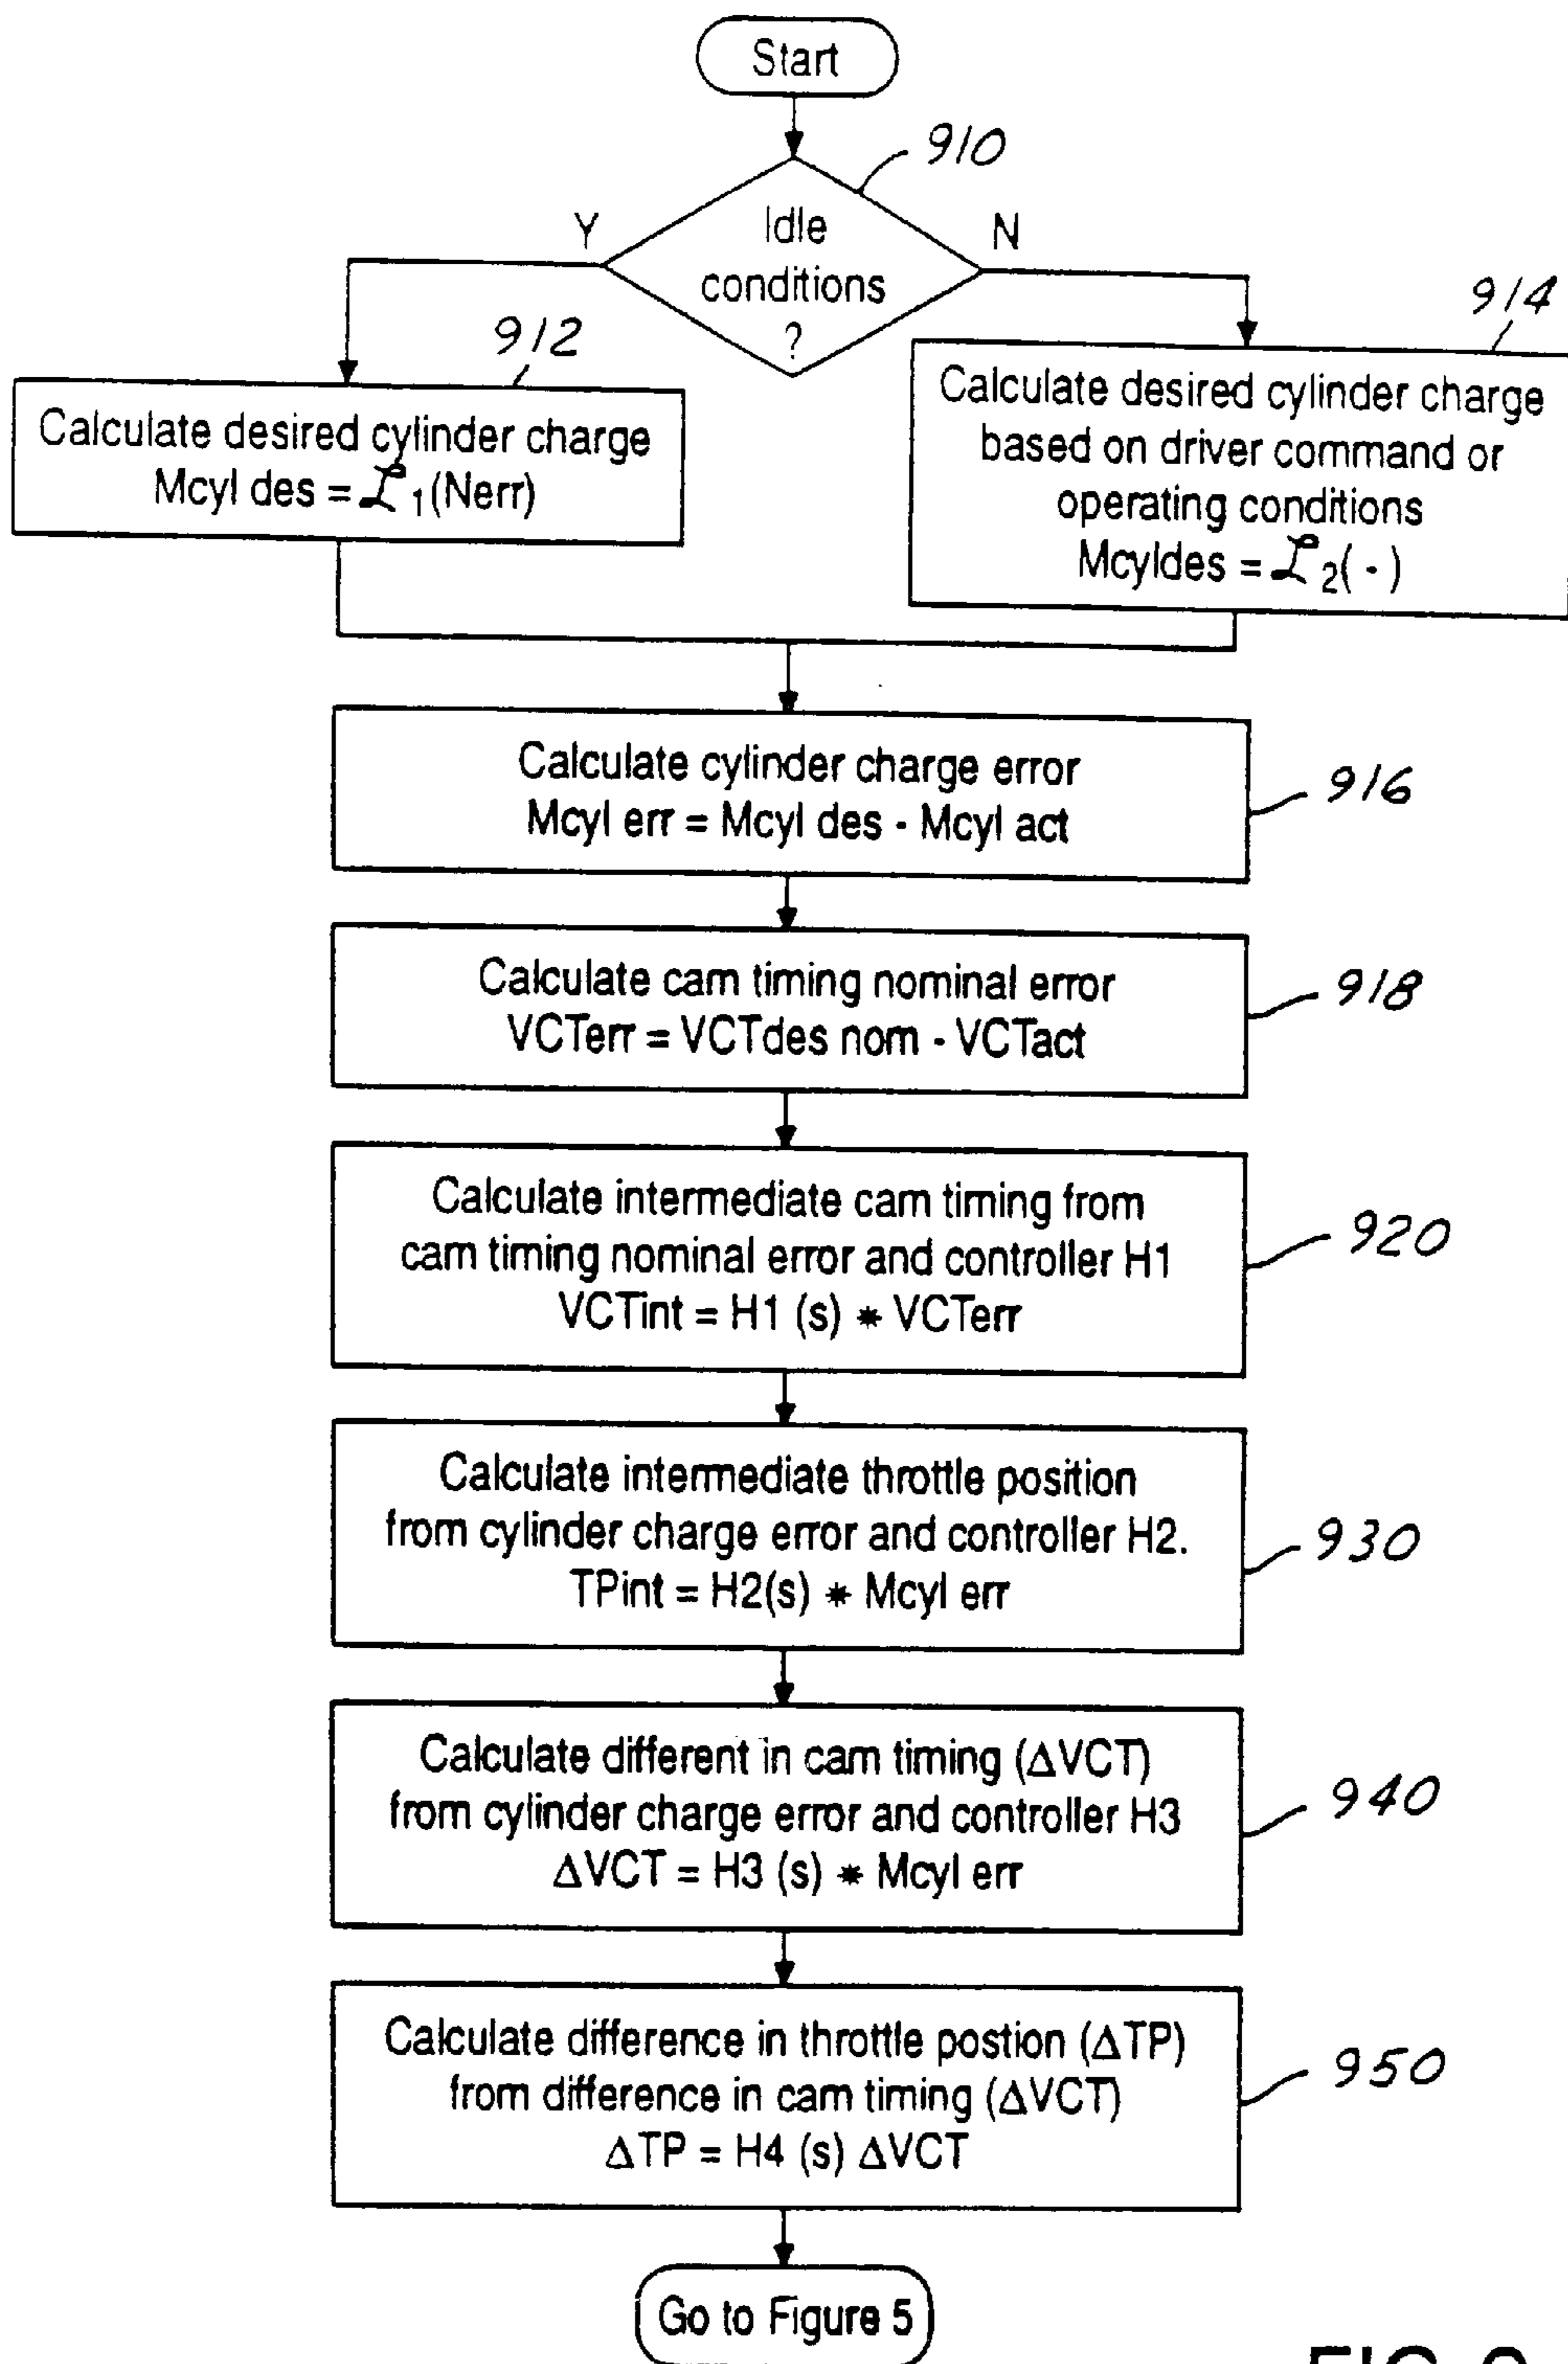 Start
910
Idle
conditions
?
Y
N
912
914
Calculate desired cylinder charge
Mcyl des = ℒ1(Nerr)
Calculate desired cylinder charge
based on driver command or
operating conditions
Mcyldes = ℒ2( · )
Calculate cylinder charge error
Mcyl err = Mcyl des - Mcyl act
916
Calculate cam timing nominal error
VCTerr = VCTdes nom - VCTact
918
Calculate intermediate cam timing from
cam timing nominal error and controller H1
VCTint = H1 (s) * VCTerr
920
Calculate intermediate throttle position
from cylinder charge error and controller H2.
TPint = H2(s) * Mcyl err
930
Calculate different in cam timing (ΔVCT)
from cylinder charge error and controller H3
ΔVCT = H3 (s) * Mcyl err
940
Calculate difference in throttle postion (ΔTP)
from difference in cam timing (ΔVCT)
ΔTP = H4 (s) ΔVCT
950
Go to Figure 5